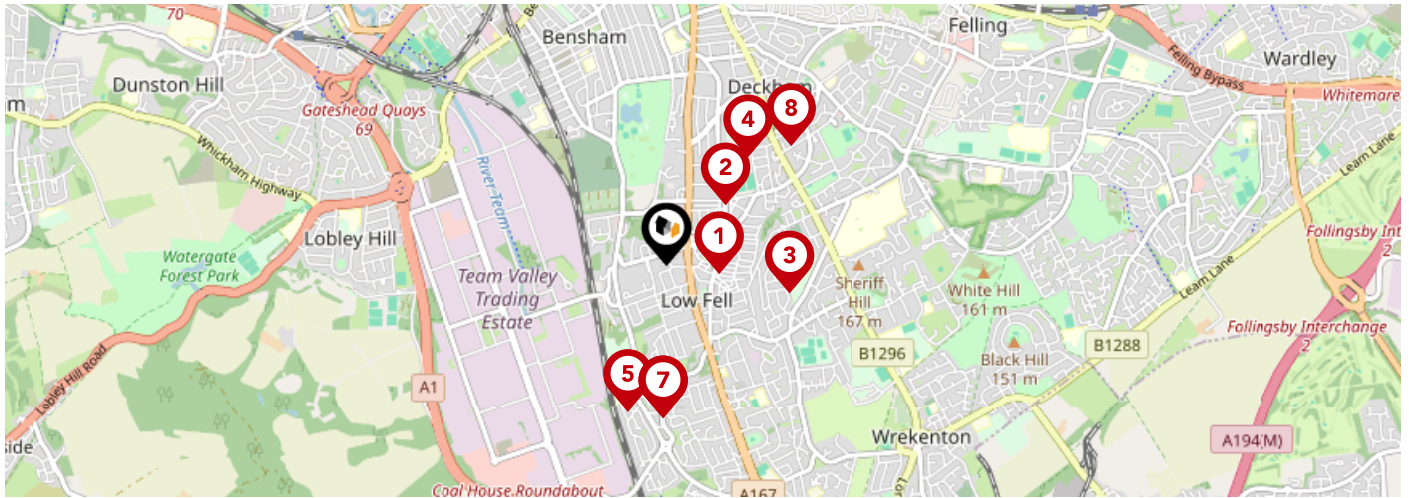 70
Bensham
Felling
Dunston Hill
Wardley
Felling Bypass
Deckham
Gateshead Quays
69
Whitemare
4
8
m
Whickham Highway
River Team
2
Learn Lane
Lobley Hill
1
3
Follingsby Int
2
Watergate
Forest Park
Team Valley
Trading
Estate
Low Fell
Sheriff
Hill
167 m
White Hill
161 m
Leam Lane
Follingsby Interchange
2
B1296
B1288
Black Hill
151 m
Lobley Hill Road
5
7
A1
side
Wrekenton
A194(M)
Coal House Roundabout
A167